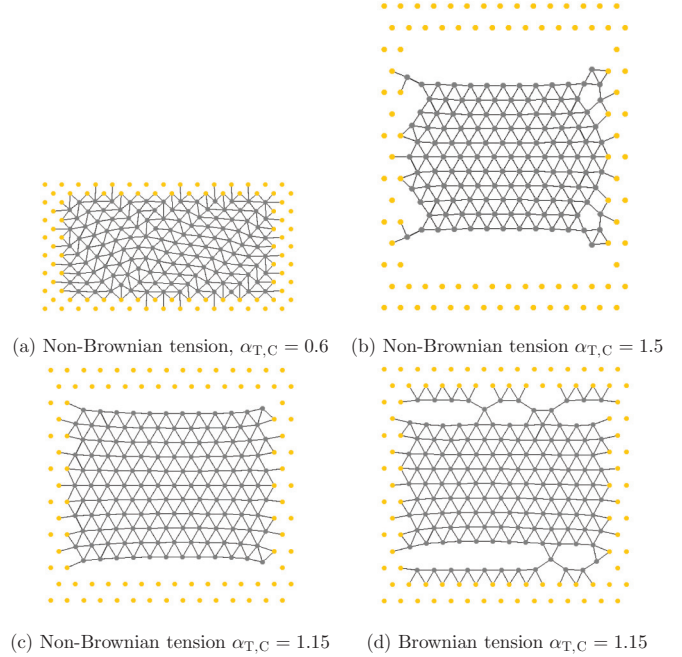 (a) Non-Brownian tension, α_{T,C} = 0.6
(b) Non-Brownian tension α_{T,C} = 1.5
(c) Non-Brownian tension α_{T,C} = 1.15
(d) Brownian tension α_{T,C} = 1.15